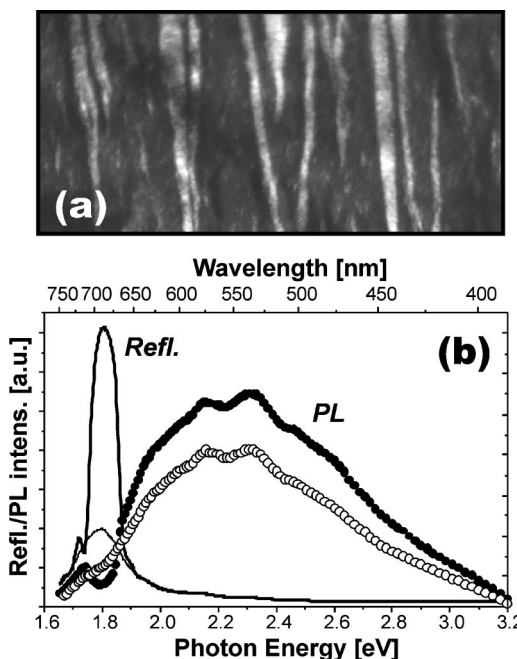 (a)
Wavelength [nm]
750 700 650 600 550 500 450 400
Refl.
(b)
PL
Refl./PL intens. [a.u.]
1.6 1.8 2.0 2.2 2.4 2.6 2.8 3.0 3.2
Photon Energy [eV]